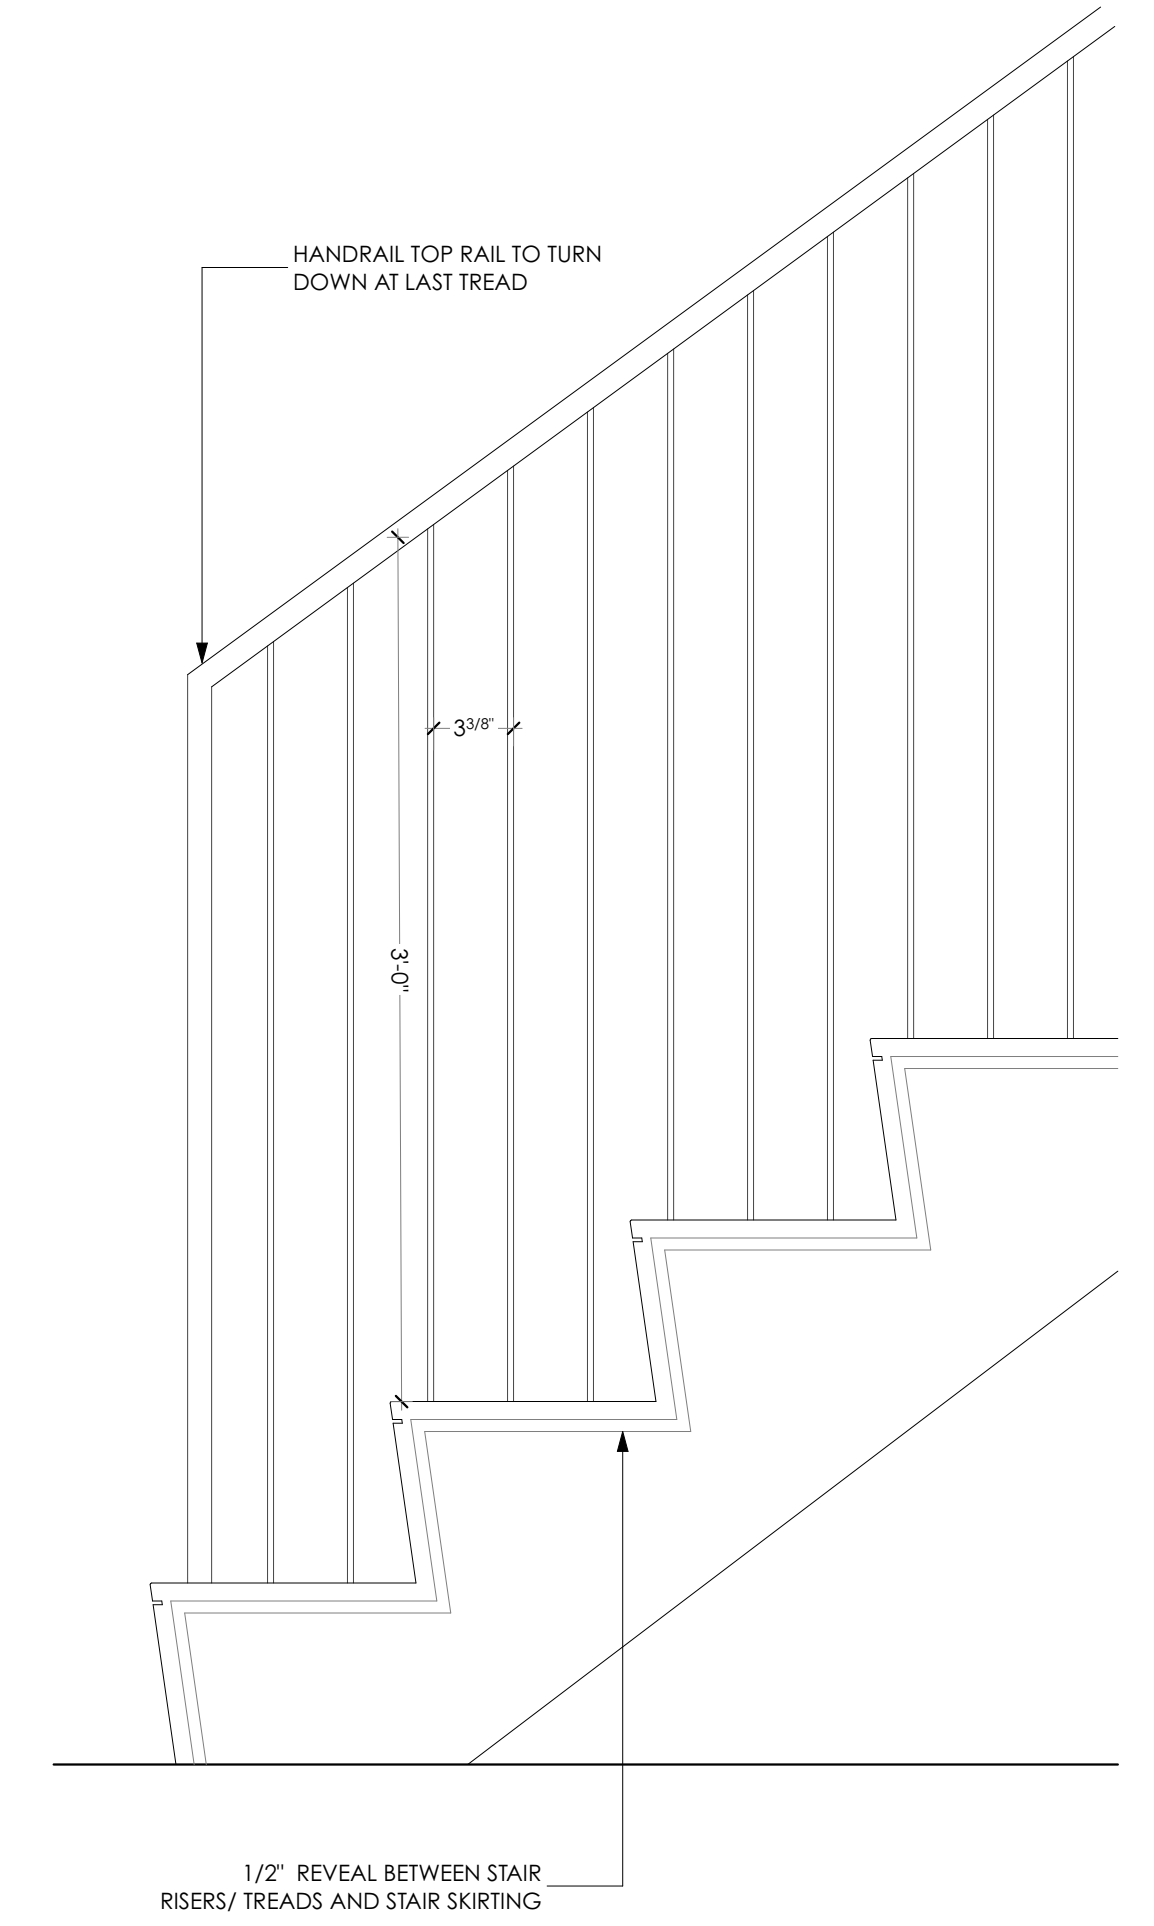 HANDRAIL TOP RAIL TO TURN
DOWN AT LAST TREAD
3 3/8"
3'-0"
1/2" REVEAL BETWEEN STAIR
RISERS/ TREADS AND STAIR SKIRTING